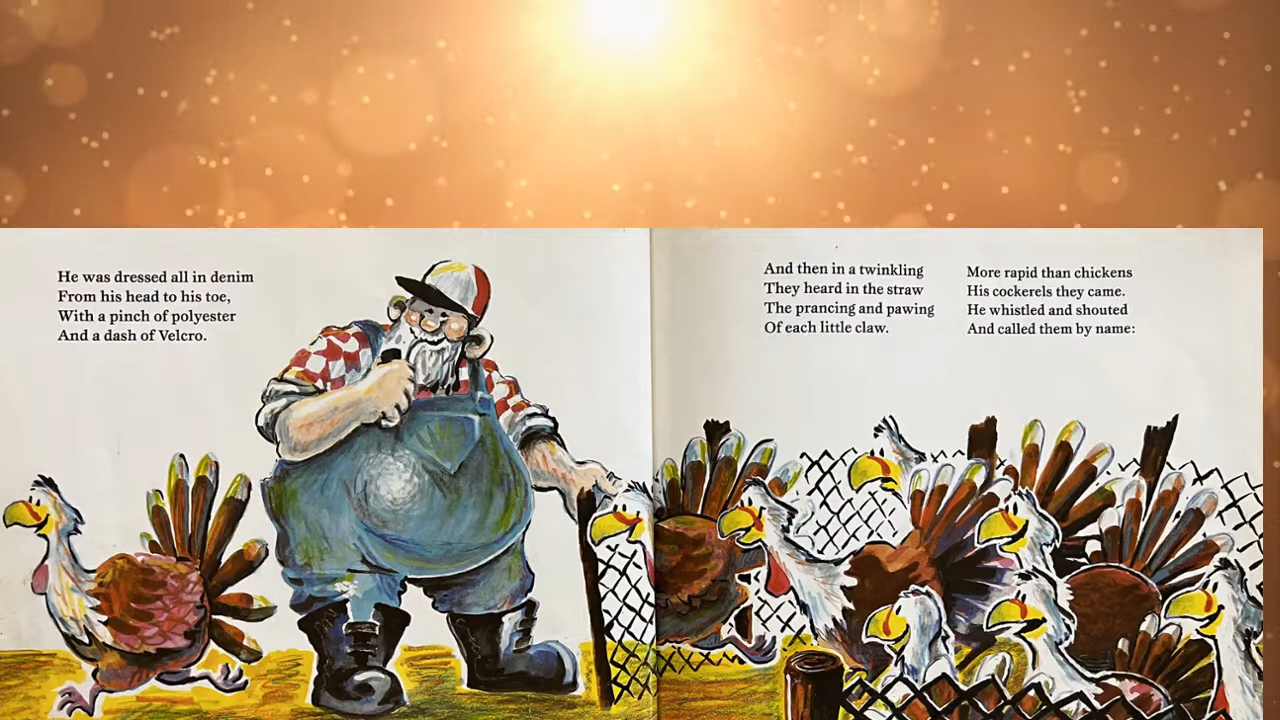 He was dressed all in denim
From his head to his toe,
With a pinch of polyester
And a dash of Velcro.
And then in a twinkling
They heard in the straw
The prancing and pawing
Of each little claw.
More rapid than chickens
His cockerels they came.
He whistled and shouted
And called them by name: